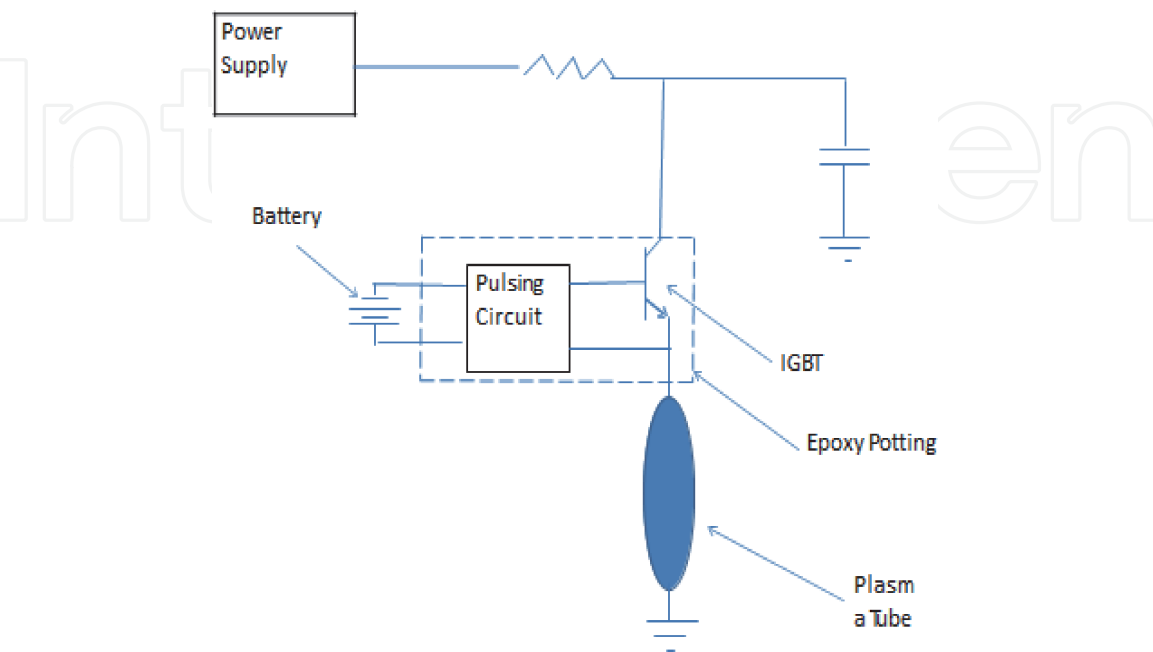 Power
Supply
Battery
Pulsing
Circuit
IGBT
Epoxy Potting
Plasm
a Tube